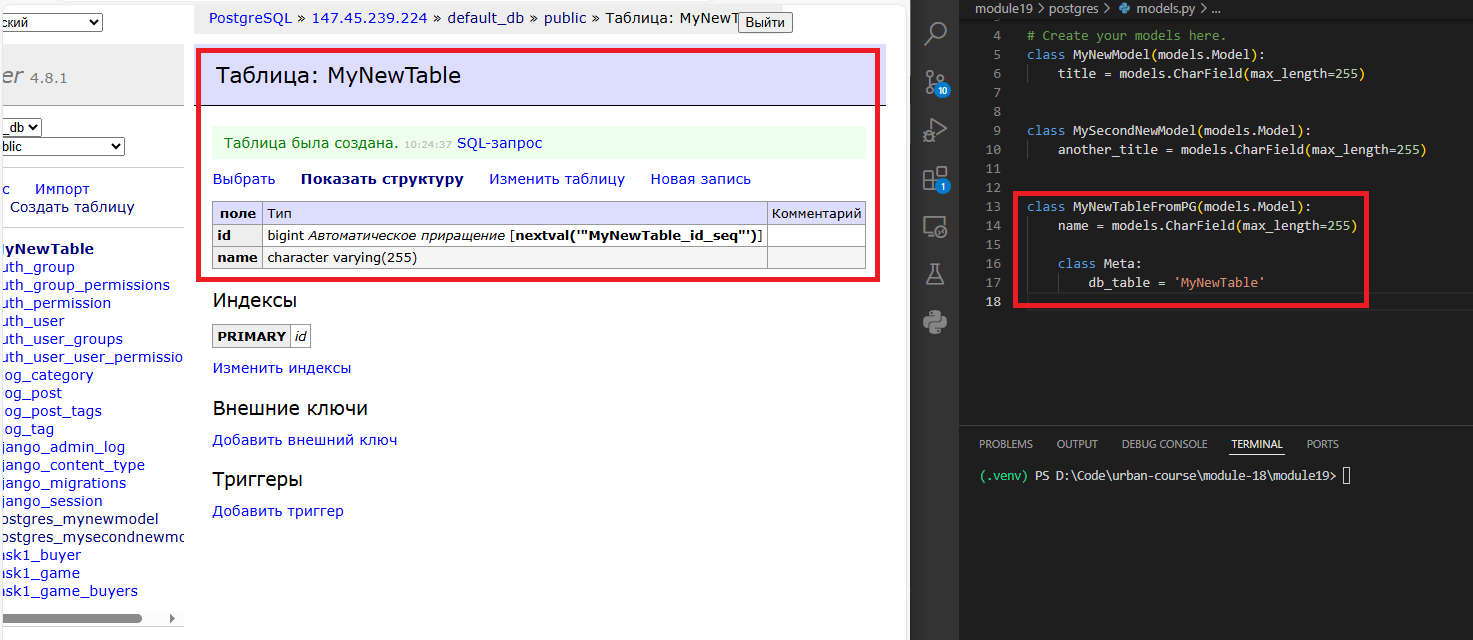 PostgreSQL » 147.45.239.224 » default_db » public » Таблица: MyNewT
Выйти
ский
er 4.8.1
_db
blic
с Импорт
Создать таблицу
lyNewTable
uth_group
uth_group_permissions
uth_permission
uth_user
uth_user_groups
uth_user_user_permissio
og_category
og_post
og_post_tags
og_tag
jango_admin_log
jango_content_type
jango_migrations
jango_session
ostgres_mynewmodel
ostgres_mysecondnewmo
ask1_buyer
ask1_game
ask1_game_buyers
Таблица: MyNewTable
Таблица была создана. 10:24:37 SQL-запрос
Выбрать Показать структуру Изменить таблицу Новая запись
поле Тип Комментарий
id bigint Автоматическое приращение [nextval('"MyNewTable_id_seq"')]
name character varying(255)
Индексы
PRIMARY id
Изменить индексы
Внешние ключи
Добавить внешний ключ
Триггеры
Добавить триггер
10
1
module19 > postgres > models.py > ...
4 # Create your models here.
5 class MyNewModel(models.Model):
6 title = models.CharField(max_length=255)
7
8
9 class MySecondNewModel(models.Model):
10 another_title = models.CharField(max_length=255)
11
12
13 class MyNewTableFromPG(models.Model):
14 name = models.CharField(max_length=255)
15
16 class Meta:
17 db_table = 'MyNewTable'
18
PROBLEMS OUTPUT DEBUG CONSOLE TERMINAL PORTS
(.venv) PS D:\Code\urban-course\module-18\module19>